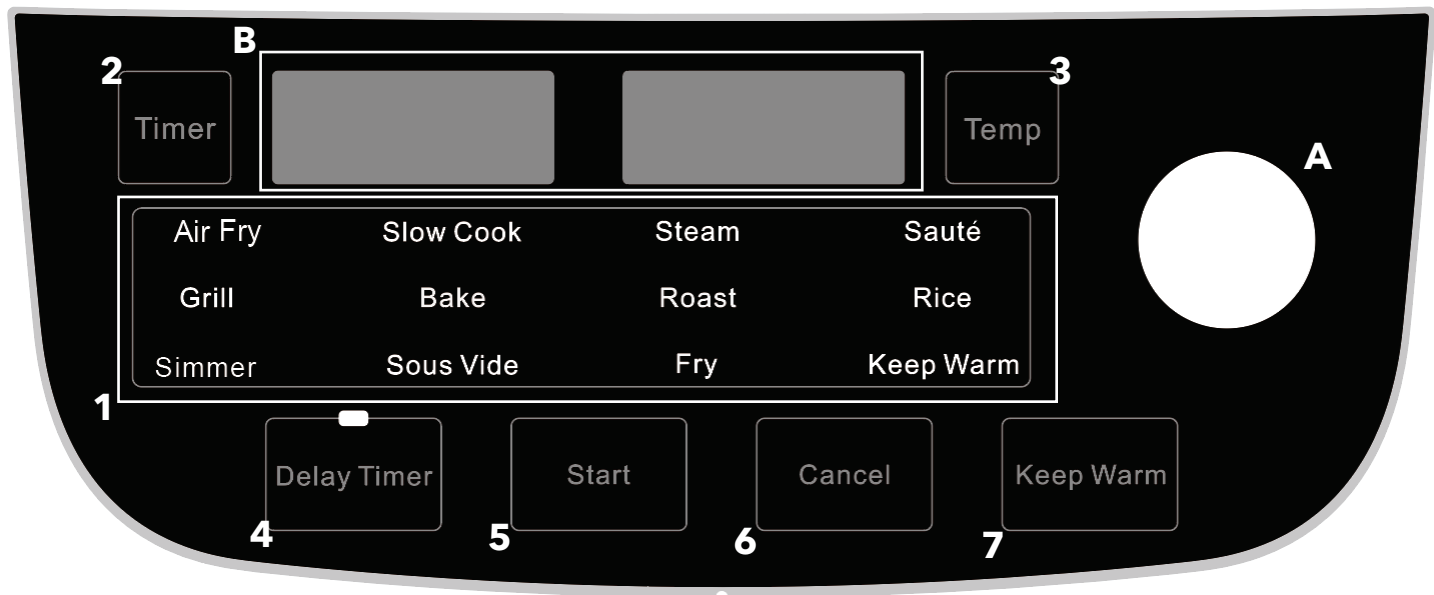 B
2
3
Timer
Temp
A
Air Fry Slow Cook Steam Sauté
Grill Bake Roast Rice
Simmer Sous Vide Fry Keep Warm
1
Delay Timer Start Cancel Keep Warm
4 5 6 7